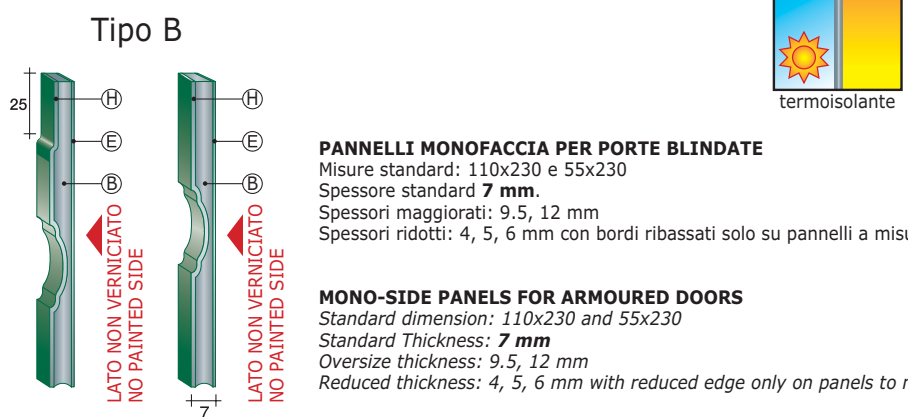 Tipo B
termoisolante
25
H
E
B
LATO NON VERNICIATO
NO PAINTED SIDE
H
E
B
LATO NON VERNICIATO
NO PAINTED SIDE
7
PANNELLI MONOFACCIA PER PORTE BLINDATE
Misure standard: 110x230 e 55x230
Spessore standard 7 mm.
Spessori maggiorati: 9.5, 12 mm
Spessori ridotti: 4, 5, 6 mm con bordi ribassati solo su pannelli a
MONO-SIDE PANELS FOR ARMOURED DOORS
Standard dimension: 110x230 and 55x230
Standard Thickness: 7 mm
Oversize thickness: 9.5, 12 mm
Reduced thickness: 4, 5, 6 mm with reduced edge only on panels to